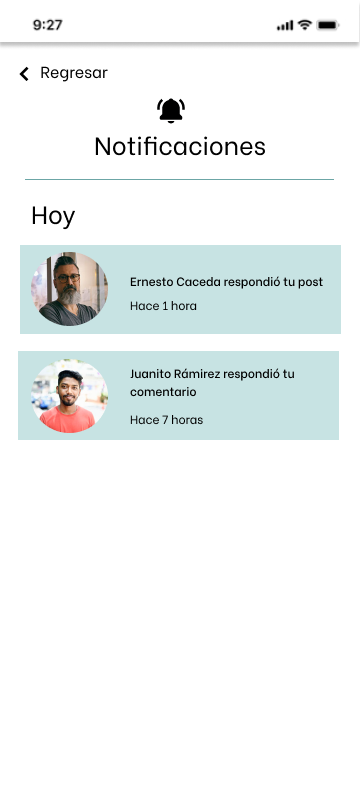 9:27
Regresar
Notificaciones
Hoy
Ernesto Caceda respondió tu post
Hace 1 hora
Juanito Rámirez respondió tu
comentario
Hace 7 horas